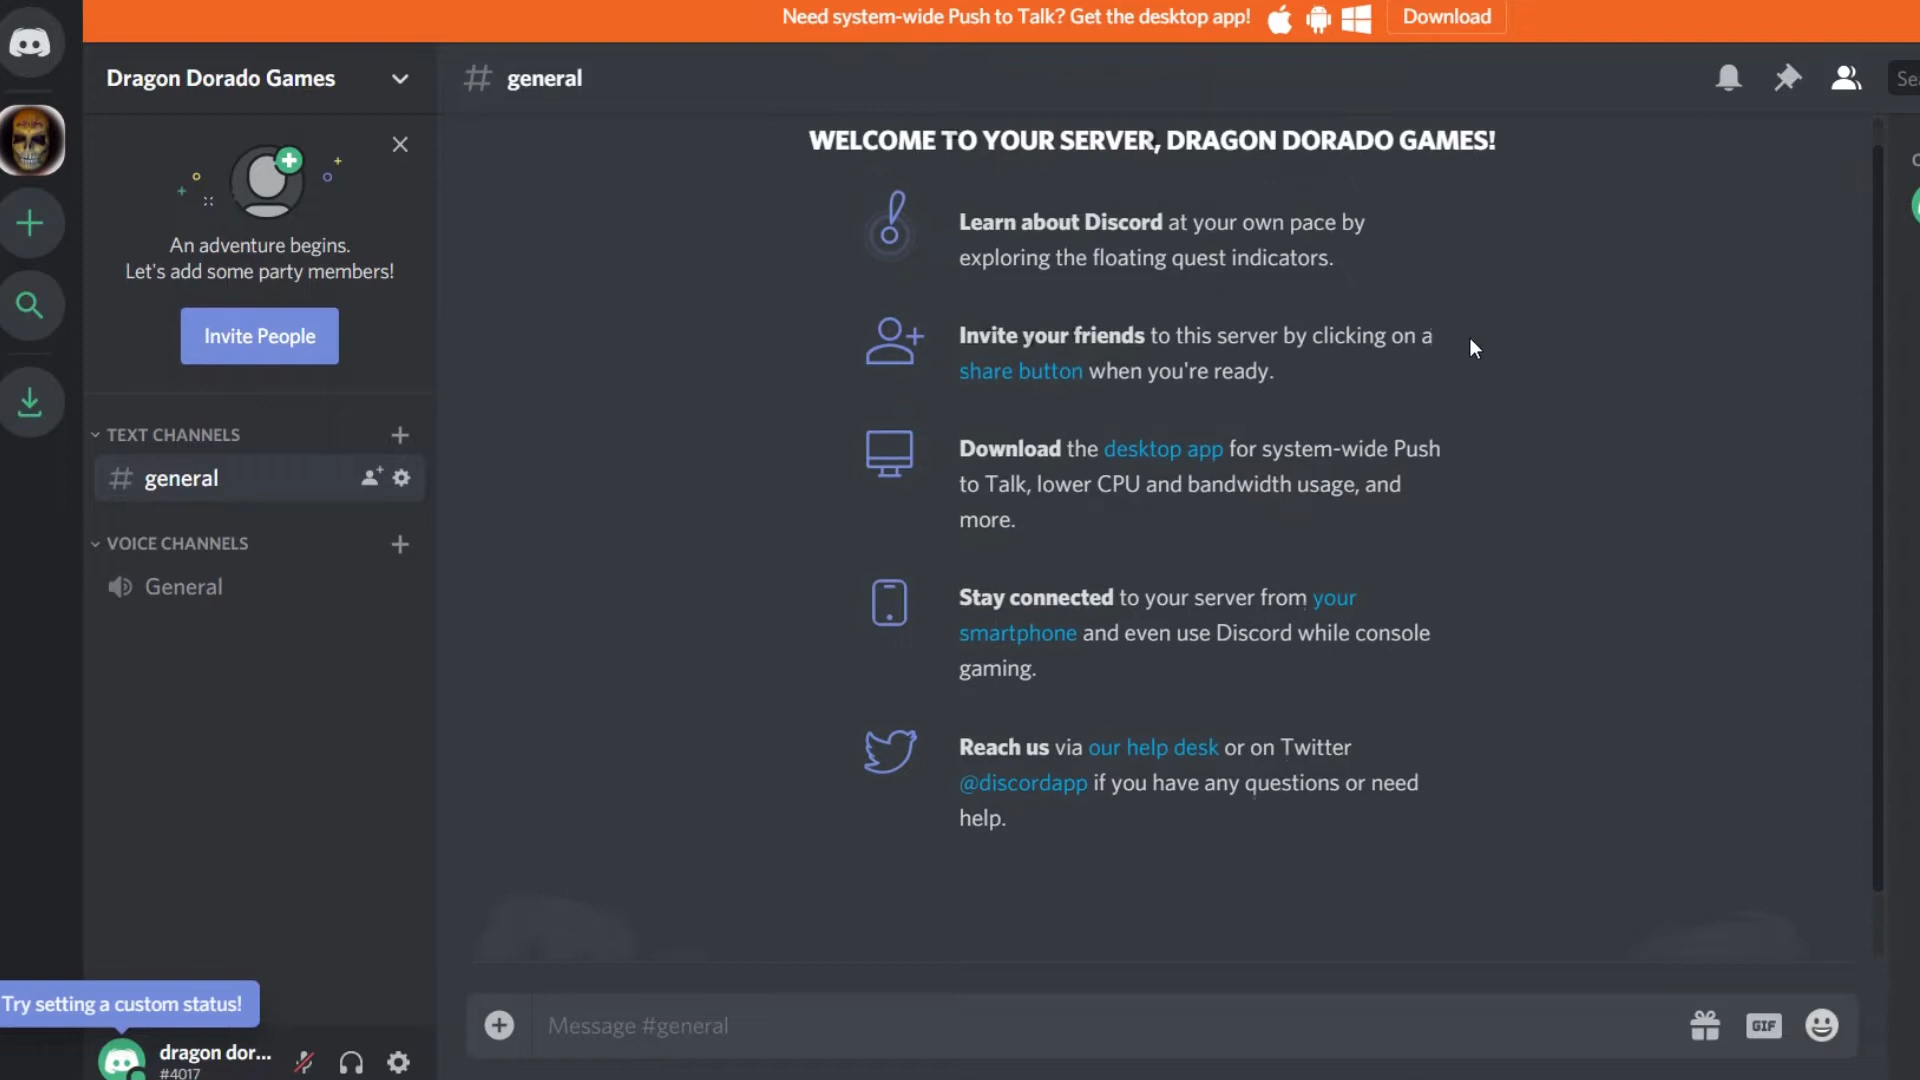 Need system-wide Push to Talk? Get the desktop app!
Download
Dragon Dorado Games
general
An adventure begins.
Let's add some party members!
Invite People
TEXT CHANNELS
general
VOICE CHANNELS
General
WELCOME TO YOUR SERVER, DRAGON DORADO GAMES!
Learn about Discord at your own pace by
exploring the floating quest indicators.
Invite your friends to this server by clicking on a
share button when you're ready.
Download the desktop app for system-wide Push
to Talk, lower CPU and bandwidth usage, and
more.
Stay connected to your server from your
smartphone and even use Discord while console
gaming.
Reach us via our help desk or on Twitter
@discordapp if you have any questions or need
help.
Try setting a custom status!
dragon dor...
#4017
Message #general
GIF